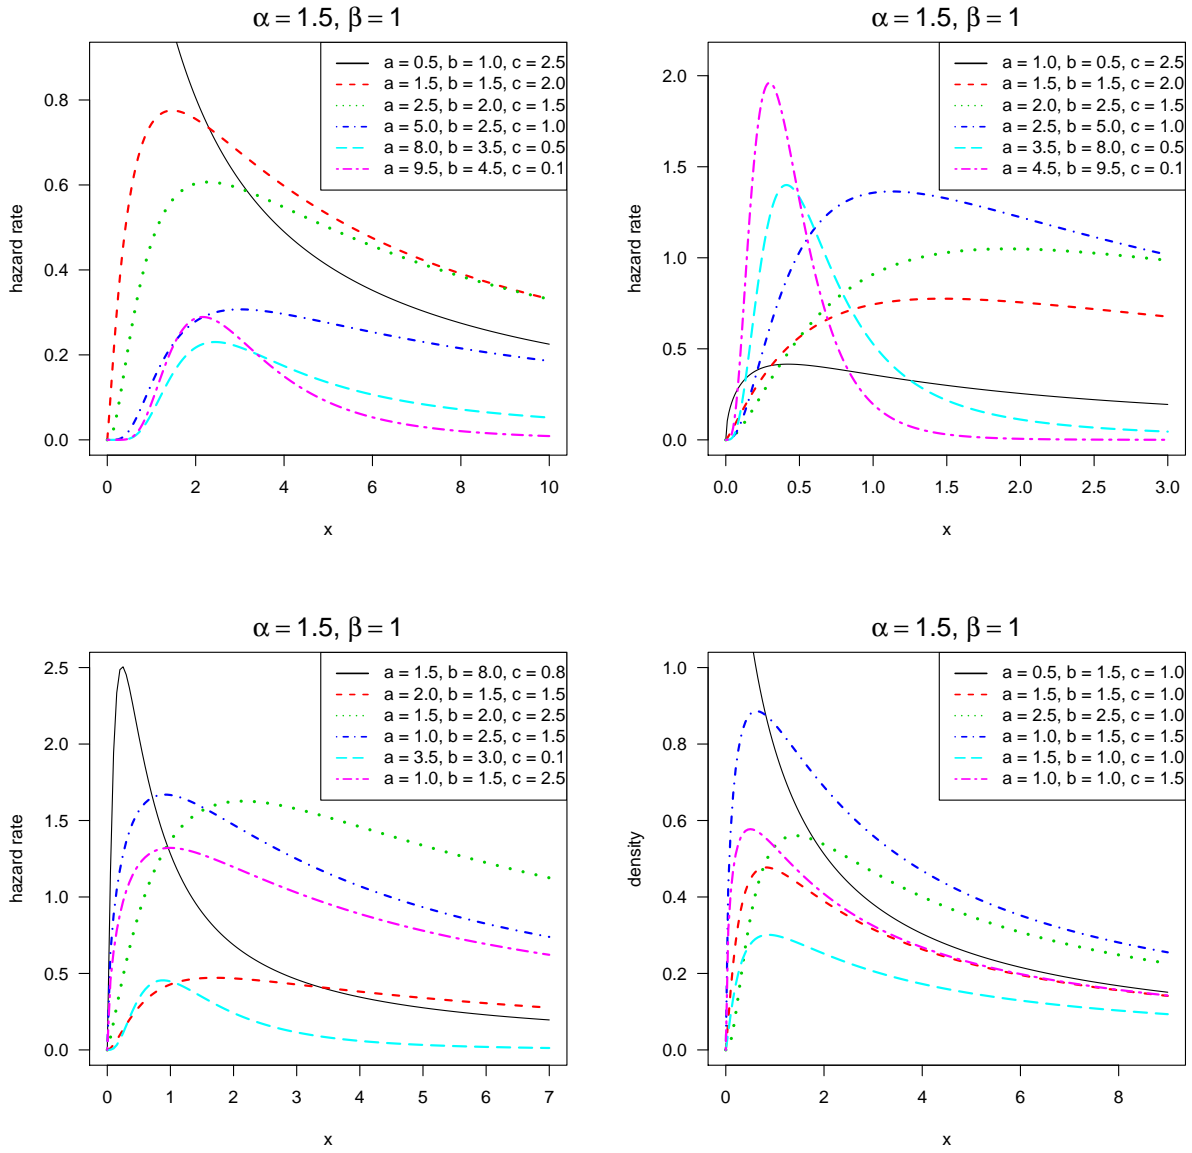 α = 1.5, β = 1
hazard rate
0.8
0.6
0.4
0.2
0.0
0 2 4 6 8 10
x
a = 0.5, b = 1.0, c = 2.5
a = 1.5, b = 1.5, c = 2.0
a = 2.5, b = 2.0, c = 1.5
a = 5.0, b = 2.5, c = 1.0
a = 8.0, b = 3.5, c = 0.5
a = 9.5, b = 4.5, c = 0.1
α = 1.5, β = 1
hazard rate
2.0
1.5
1.0
0.5
0.0
0.0 0.5 1.0 1.5 2.0 2.5 3.0
x
a = 1.0, b = 0.5, c = 2.5
a = 1.5, b = 1.5, c = 2.0
a = 2.0, b = 2.5, c = 1.5
a = 2.5, b = 5.0, c = 1.0
a = 3.5, b = 8.0, c = 0.5
a = 4.5, b = 9.5, c = 0.1
α = 1.5, β = 1
hazard rate
2.5
2.0
1.5
1.0
0.5
0.0
0 1 2 3 4 5 6 7
x
a = 1.5, b = 8.0, c = 0.8
a = 2.0, b = 1.5, c = 1.5
a = 1.5, b = 2.0, c = 2.5
a = 1.0, b = 2.5, c = 1.5
a = 3.5, b = 3.0, c = 0.1
a = 1.0, b = 1.5, c = 2.5
α = 1.5, β = 1
density
1.0
0.8
0.6
0.4
0.2
0.0
0 2 4 6 8
x
a = 0.5, b = 1.5, c = 1.0
a = 1.5, b = 1.5, c = 1.0
a = 2.5, b = 2.5, c = 1.0
a = 1.0, b = 1.5, c = 1.5
a = 1.5, b = 1.0, c = 1.0
a = 1.0, b = 1.0, c = 1.5